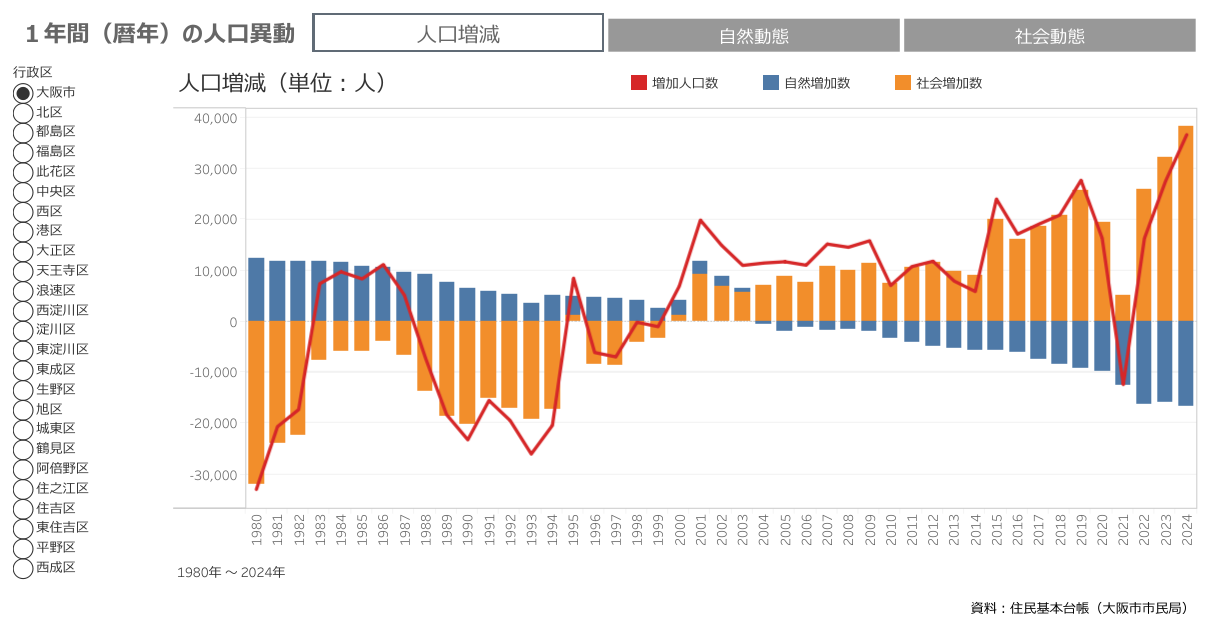 １年間（暦年）の人口異動
人口増減
自然動態
社会動態
行政区
大阪市
北区
都島区
福島区
此花区
中央区
西区
港区
大正区
天王寺区
浪速区
西淀川区
淀川区
東淀川区
東成区
生野区
旭区
城東区
鶴見区
阿倍野区
住之江区
住吉区
東住吉区
平野区
西成区
人口増減（単位：人）
増加人口数
自然増加数
社会増加数
40,000
30,000
20,000
10,000
0
-10,000
-20,000
-30,000
1980 1981 1982 1983 1984 1985 1986 1987 1988 1989 1990 1991 1992 1993 1994 1995 1996 1997 1998 1999 2000 2001 2002 2003 2004 2005 2006 2007 2008 2009 2010 2011 2012 2013 2014 2015 2016 2017 2018 2019 2020 2021 2022 2023 2024
1980年 ～ 2024年
資料：住民基本台帳（大阪市市民局）